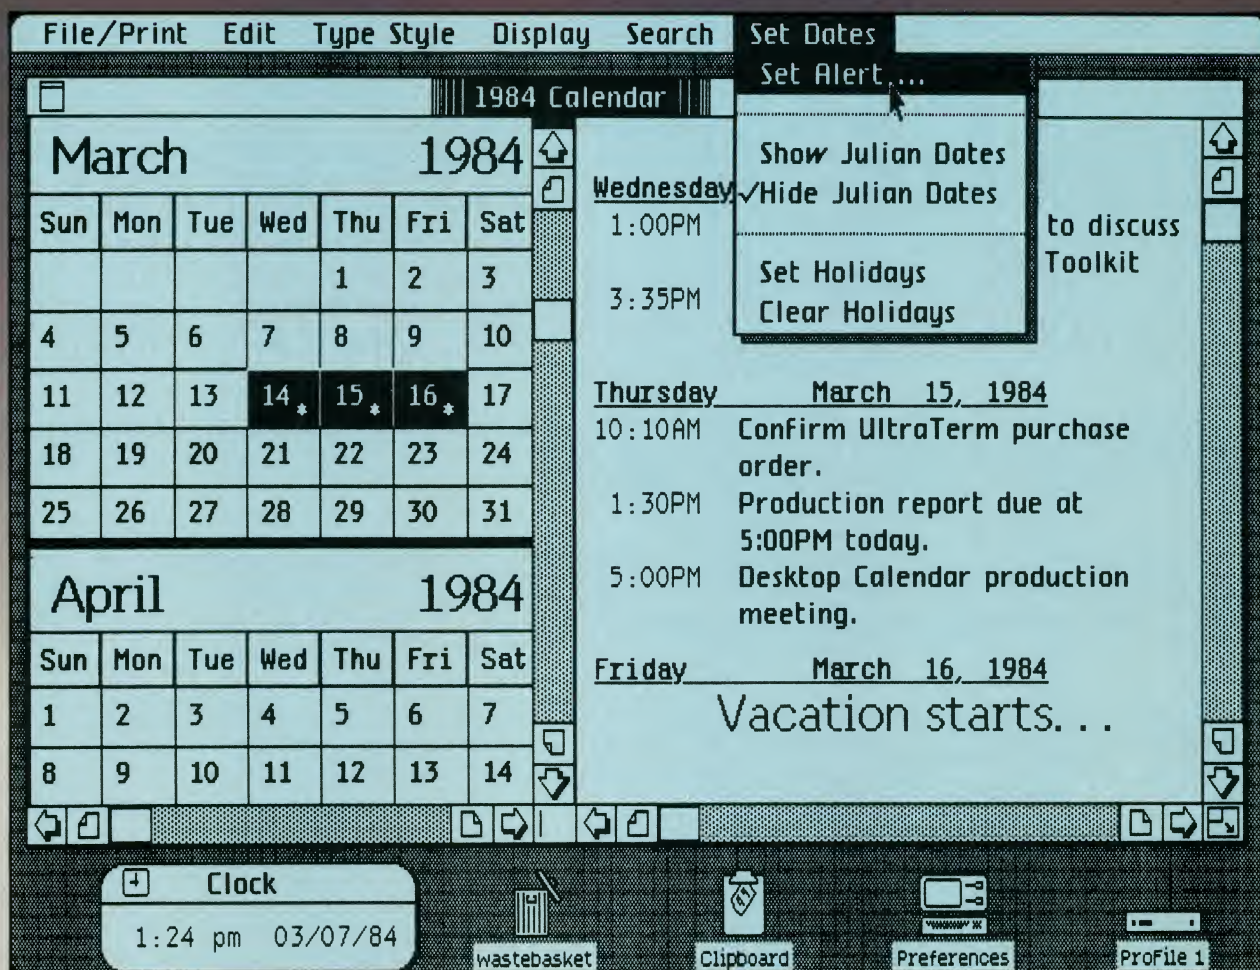 File/Print Edit Type Style Display Search Set Dates
Set Alert....
Show Julian Dates
✓Hide Julian Dates
Set Holidays
Clear Holidays
1984 Calendar
March 1984
Sun Mon Tue Wed Thu Fri Sat
1 2 3
4 5 6 7 8 9 10
11 12 13 14* 15* 16* 17
18 19 20 21 22 23 24
25 26 27 28 29 30 31
April 1984
Sun Mon Tue Wed Thu Fri Sat
1 2 3 4 5 6 7
8 9 10 11 12 13 14
Wednesday
1:00PM to discuss
Toolkit
3:35PM
Thursday March 15, 1984
10:10AM Confirm UltraTerm purchase
order.
1:30PM Production report due at
5:00PM today.
5:00PM Desktop Calendar production
meeting.
Friday March 16, 1984
Vacation starts...
Clock
1:24 pm 03/07/84
wastebasket Clipboard Preferences ProFile 1